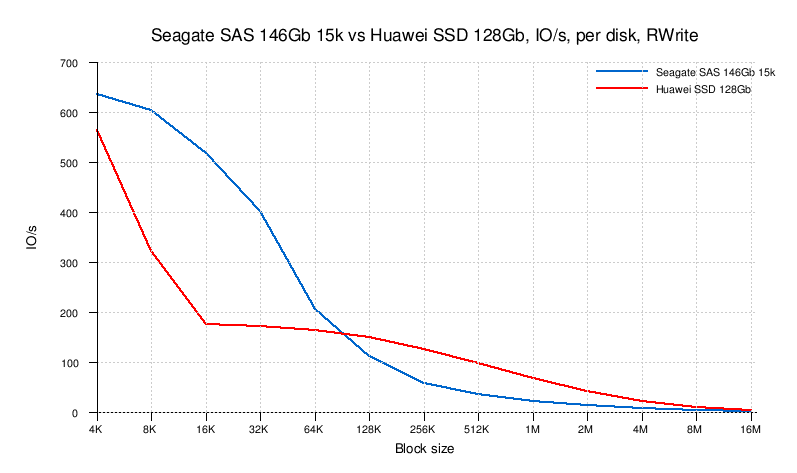 Seagate SAS 146Gb 15k vs Huawei SSD 128Gb, IO/s, per disk, RWrite
Seagate SAS 146Gb 15k
Huawei SSD 128Gb
IO/s
700
600
500
400
300
200
100
0
4K 8K 16K 32K 64K 128K 256K 512K 1M 2M 4M 8M 16M
Block size